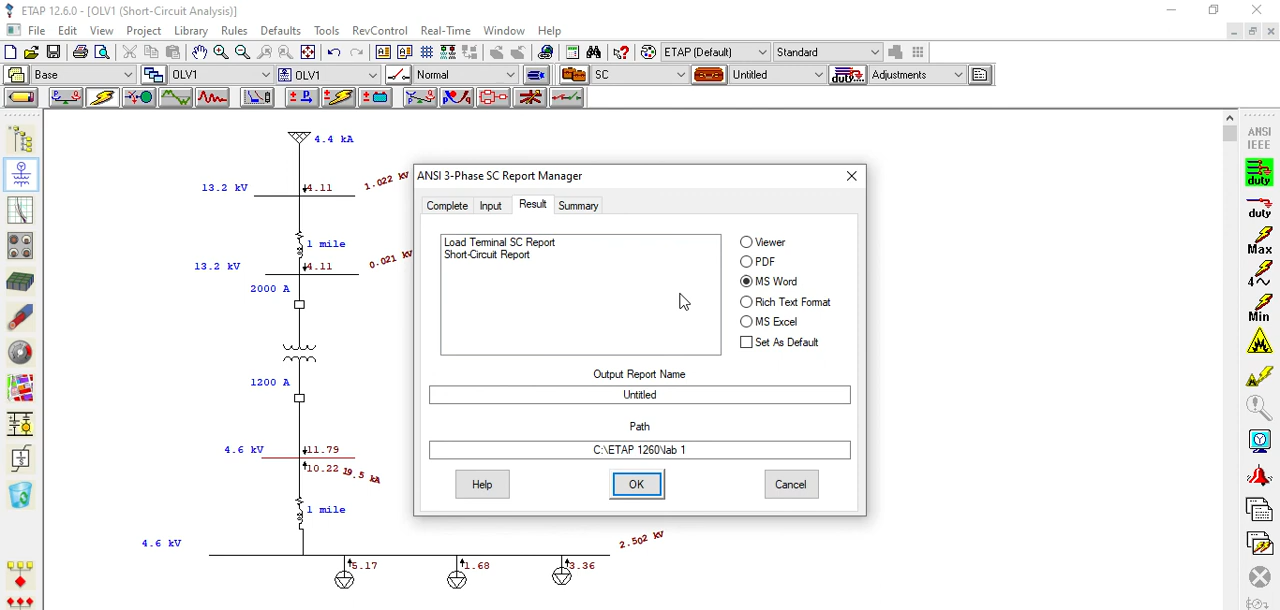 ETAP 12.6.0 - [OLV1 (Short-Circuit Analysis)]
File Edit View Project Library Rules Defaults Tools RevControl Real-Time Window Help
ETAP (Default) Standard
Base OLV1 OLV1 Normal SC Untitled duty... Adjustments
4.4 kA
13.2 kV 4.11 1.022 kV
1 mile
13.2 kV 4.11 0.021 kV
2000 A
1200 A
4.6 kV 11.79
10.22 19.5 kA
1 mile
4.6 kV 2.502 kV
5.17 1.68 3.36
ANSI 3-Phase SC Report Manager
Complete Input Result Summary
Load Terminal SC Report
Short-Circuit Report
Viewer
PDF
MS Word
Rich Text Format
MS Excel
Set As Default
Output Report Name
Untitled
Path
C:\ETAP 1260\lab 1
Help OK Cancel
ANSI
IEEE
duty
duty
Max
4~
Min